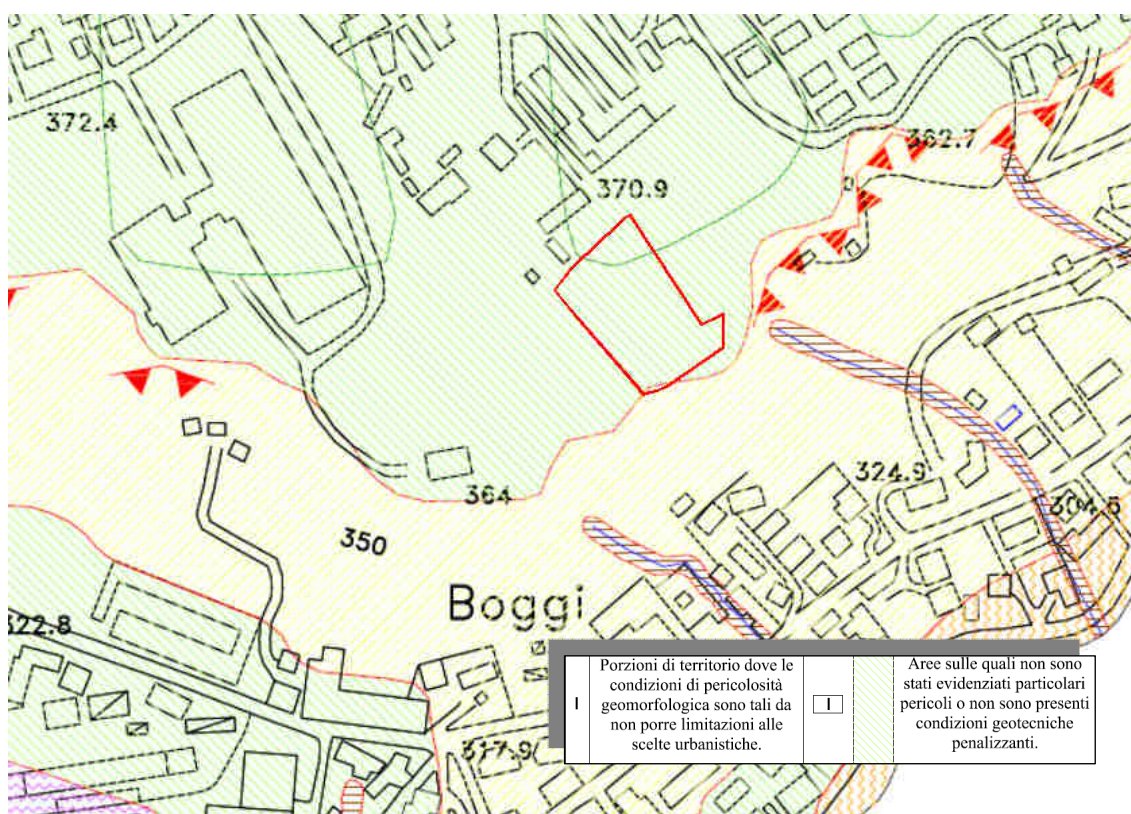 372.4
362.7
370.9
324.9
304.5
364
350
Boggi
322.8
317.9
I
Porzioni di territorio dove le
condizioni di pericolosità
geomorfologica sono tali da
non porre limitazioni alle
scelte urbanistiche.
I
Aree sulle quali non sono
stati evidenziati particolari
pericoli o non sono presenti
condizioni geotecniche
penalizzanti.